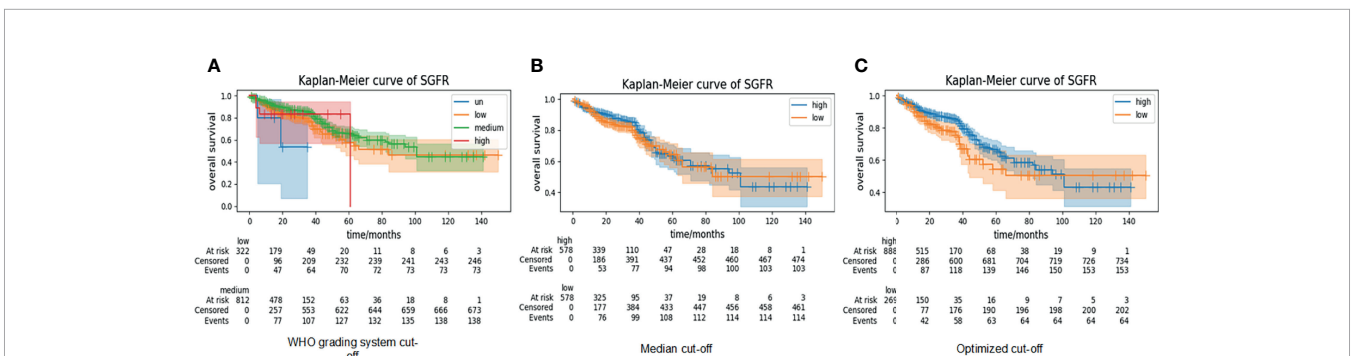 A
Kaplan-Meier curve of SGFR
un
low
medium
high
1.0
0.8
0.6
0.4
0.2
0.0
overall survival
0 20 40 60 80 100 120 140
time/months
low
At risk 322 179 49 20 11 8 6 3
Censored 0 96 209 232 239 241 243 246
Events 0 47 64 70 72 73 73 73
medium
At risk 812 478 152 63 36 18 8 1
Censored 0 257 553 622 644 659 666 673
Events 0 77 107 127 132 135 138 138
WHO grading system cut-
off
B
Kaplan-Meier curve of SGFR
high
low
1.0
0.8
0.6
0.4
overall survival
0 20 40 60 80 100 120 140
time/months
high
At risk 578 339 110 47 28 18 8 1
Censored 0 186 391 437 452 460 467 474
Events 0 53 77 94 98 100 103 103
low
At risk 578 325 95 37 19 8 6 3
Censored 0 177 384 433 447 456 458 461
Events 0 76 99 108 112 114 114 114
Median cut-off
C
Kaplan-Meier curve of SGFR
high
low
1.0
0.8
0.6
0.4
overall survival
20 40 60 80 100 120 140
time/months
high
At risk 888 515 170 68 38 19 9 1
Censored 0 286 600 681 704 719 726 734
Events 0 87 118 139 146 150 153 153
low
At risk 269 150 35 16 9 7 5 3
Censored 0 77 176 190 196 198 200 202
Events 0 42 58 63 64 64 64 64
Optimized cut-off